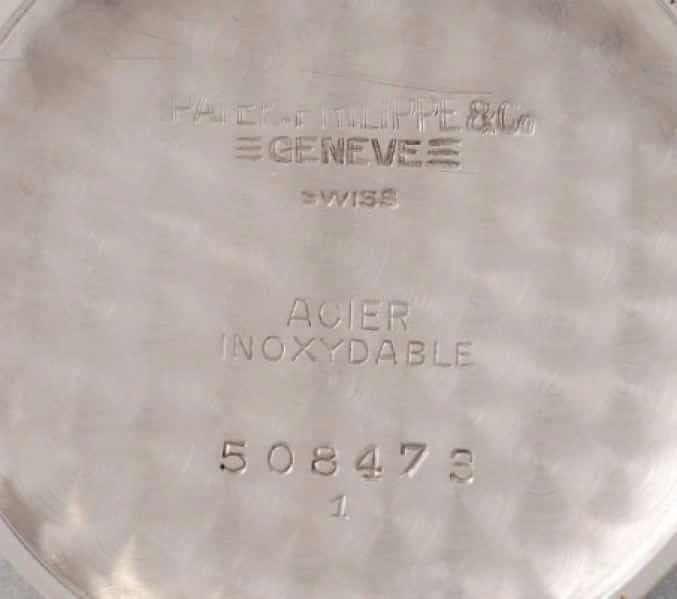 PATEK PHILIPPE & Co
GENEVE
SWISS
ACIER
INOXYDABLE
508473
1